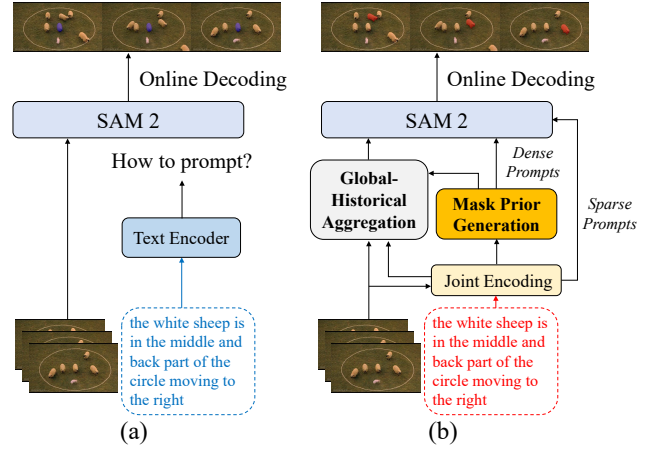 Online Decoding
SAM 2
How to prompt?
Text Encoder
the white sheep is
in the middle and
back part of the
circle moving to
the right
(a)
Online Decoding
SAM 2
Dense
Prompts
Global-
Historical
Aggregation
Mask Prior
Generation
Sparse
Prompts
Joint Encoding
the white sheep is
in the middle and
back part of the
circle moving to
the right
(b)